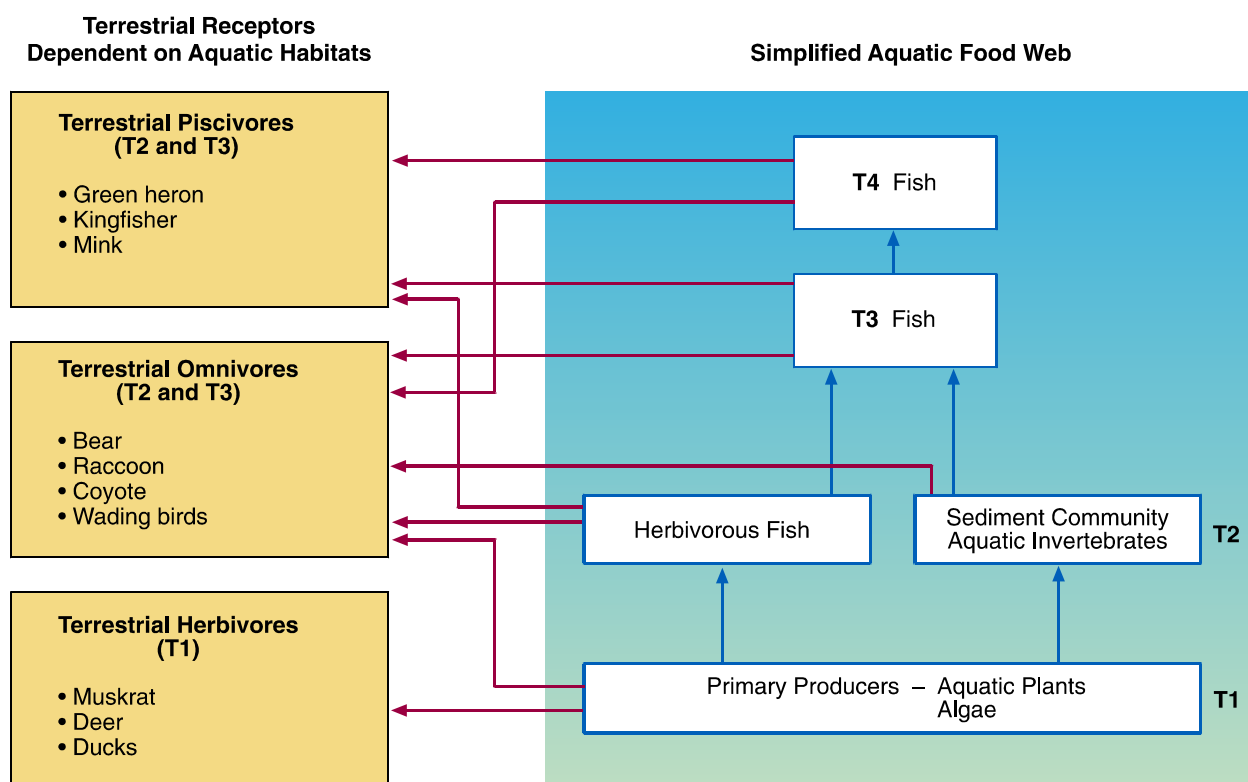 Terrestrial Receptors
Dependent on Aquatic Habitats
Terrestrial Piscivores
(T2 and T3)
• Green heron
• Kingfisher
• Mink
Terrestrial Omnivores
(T2 and T3)
• Bear
• Raccoon
• Coyote
• Wading birds
Terrestrial Herbivores
(T1)
• Muskrat
• Deer
• Ducks
Simplified Aquatic Food Web
T4 Fish
T3 Fish
Herbivorous Fish
Sediment Community
Aquatic Invertebrates
T2
Primary Producers – Aquatic Plants
Algae
T1